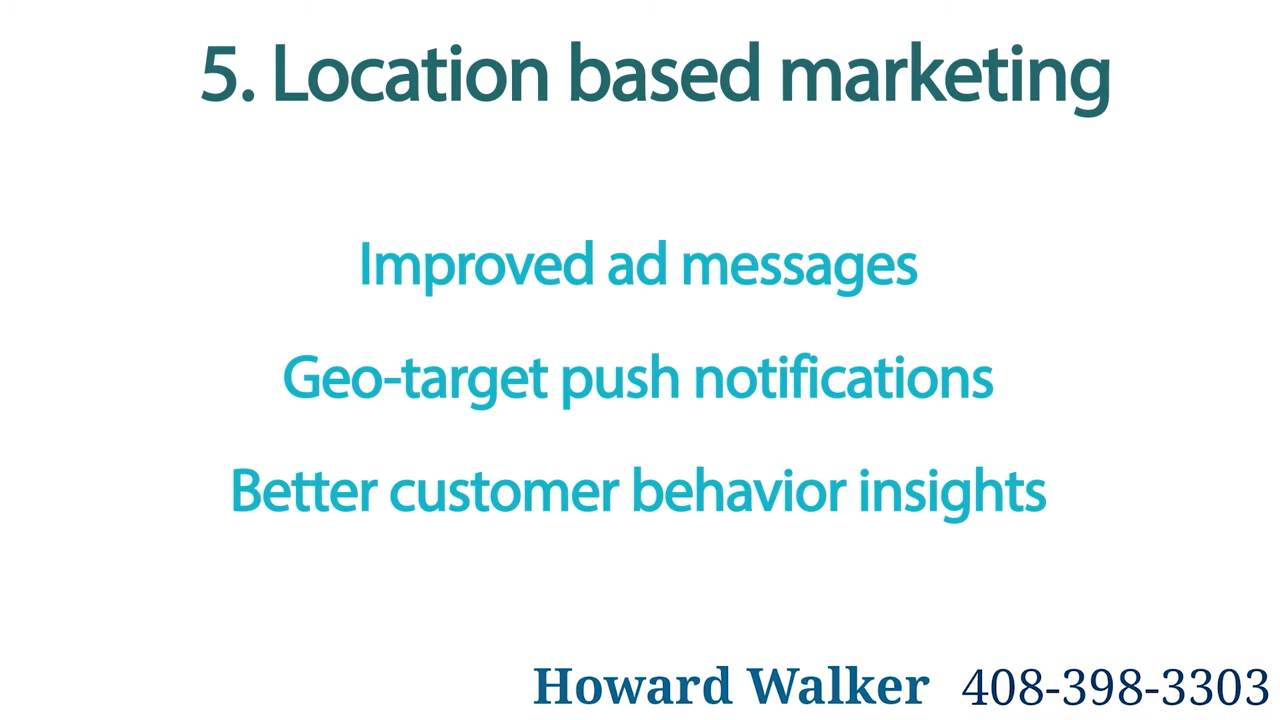 5. Location based marketing
Improved ad messages
Geo-target push notifications
Better customer behavior insights
Howard Walker 408-398-3303